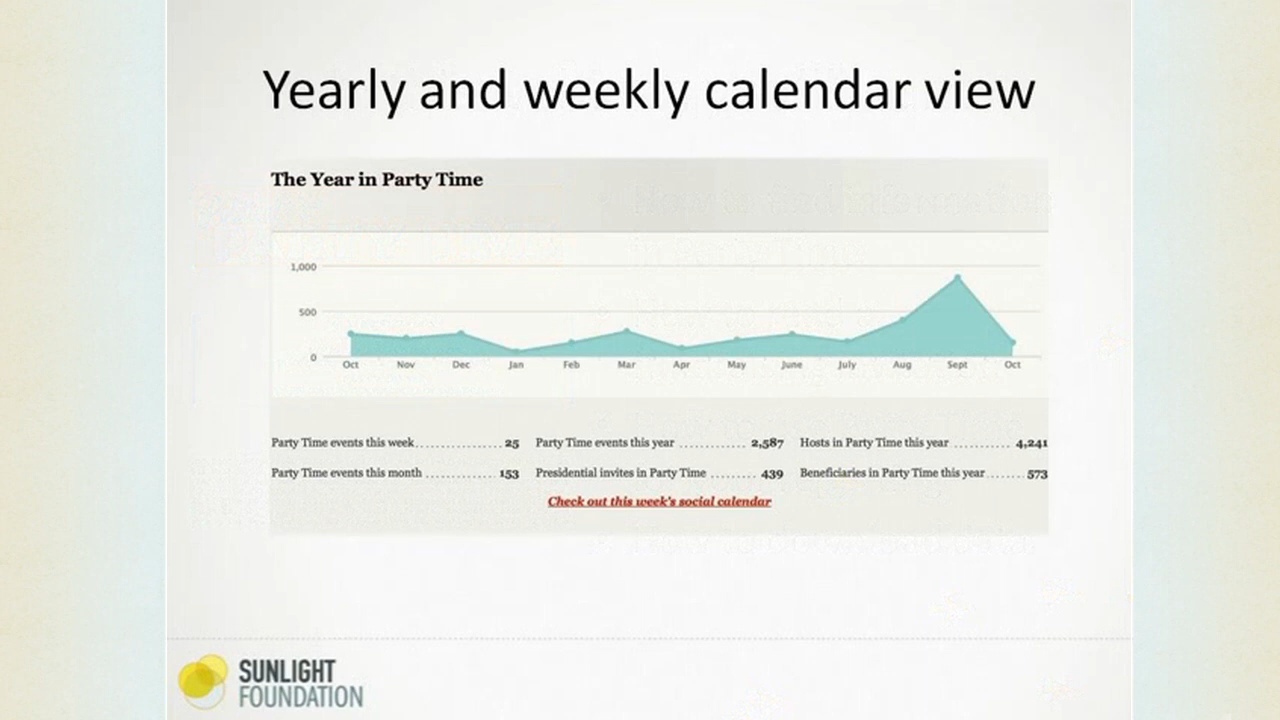 Yearly and weekly calendar view
The Year in Party Time
1,000
500
0
Oct Nov Dec Jan Feb Mar Apr May June July Aug Sept Oct
Party Time events this week 25 Party Time events this year 2,587 Hosts in Party Time this year 4,241
Party Time events this month 153 Presidential invites in Party Time 439 Beneficiaries in Party Time this year 573
Check out this week's social calendar
SUNLIGHT
FOUNDATION